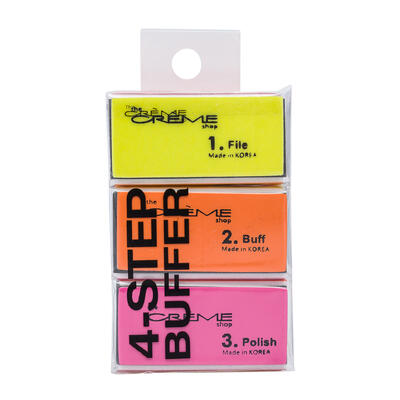 the
CRÈME
the
CRÈME
shop
1. File
Made in KOREA
the
CRÈME
shop
2. Buff
Made in KOREA
CRÈME
shop
3. Polish
Made in KOREA
4-STEP
BUFFER